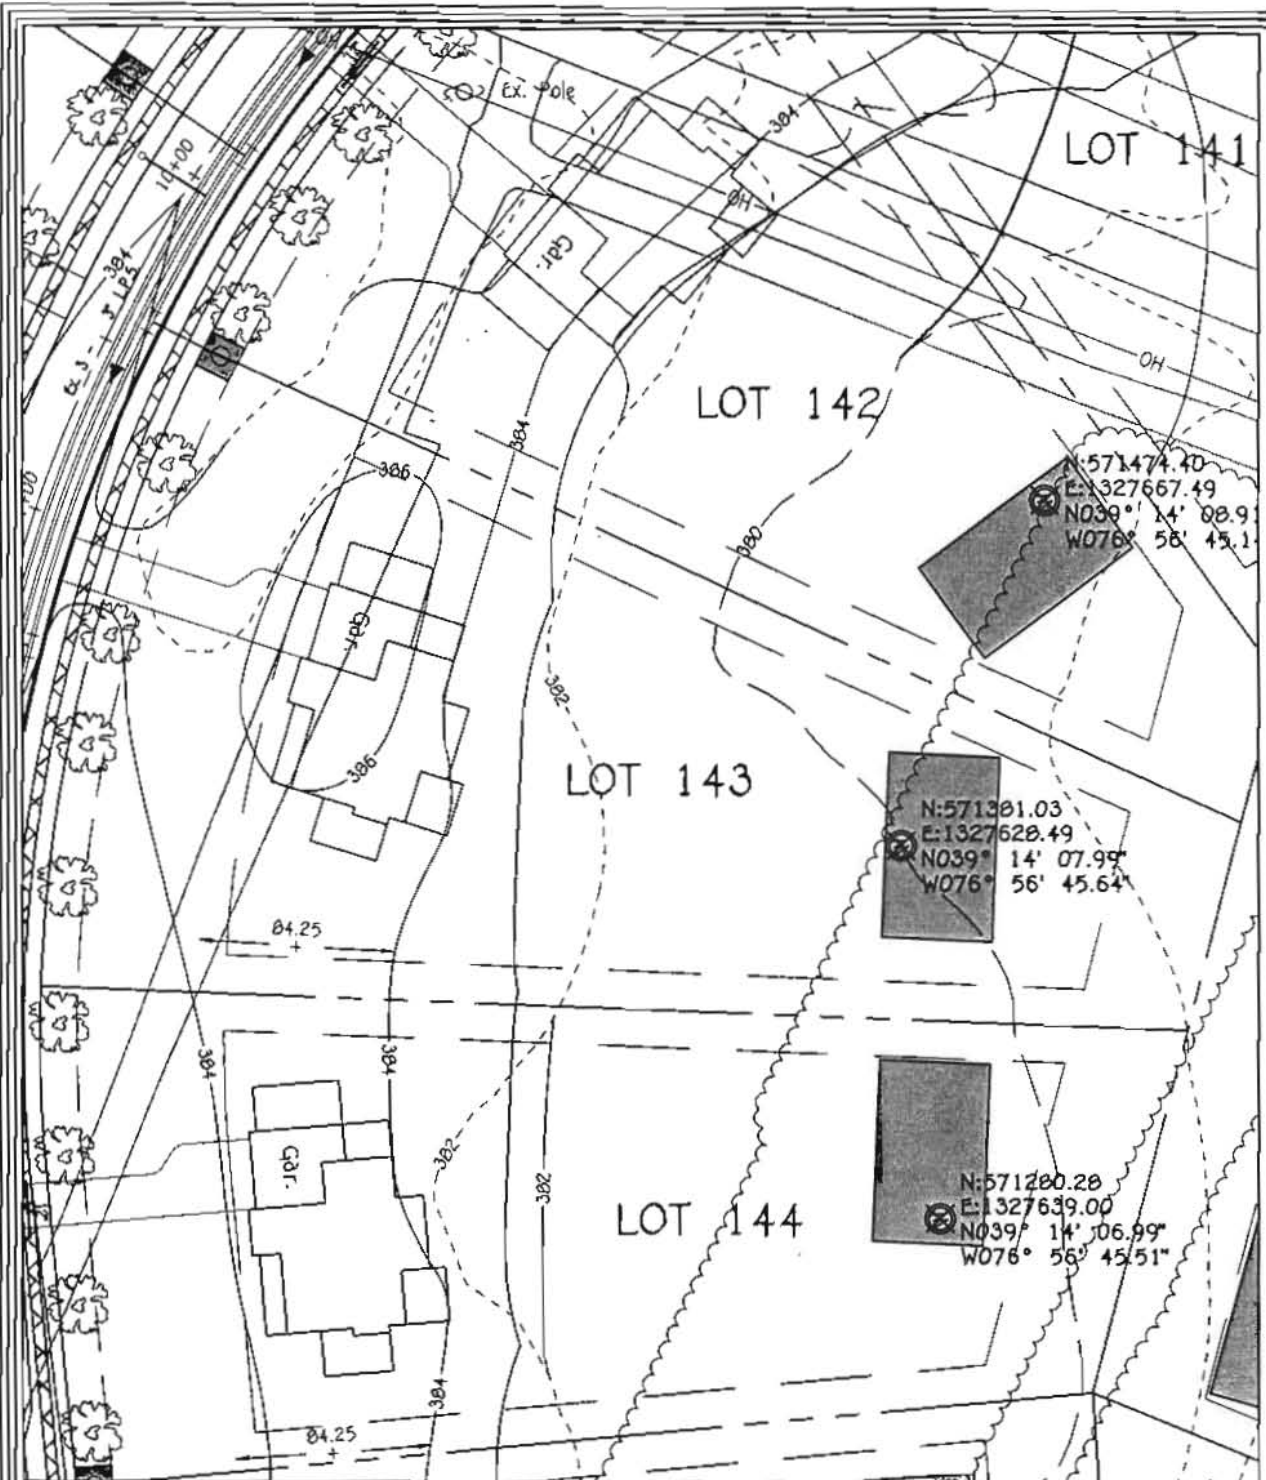 Ex. Pole
LOT 141
384
10+00
OH
384
Gar.
OH
LOT 142
384
386
N:571474.40
E:1327667.49
N039° 14' 08.91
W076° 56' 45.1
380
Gar.
382
386
LOT 143
N:571381.03
E:1327628.49
N039° 14' 07.99"
W076° 56' 45.64"
84.25
384
384
382
Gar.
382
N:571280.28
E:1327639.00
N039° 14' 06.99"
W076° 56' 45.51"
LOT 144
384
84.25